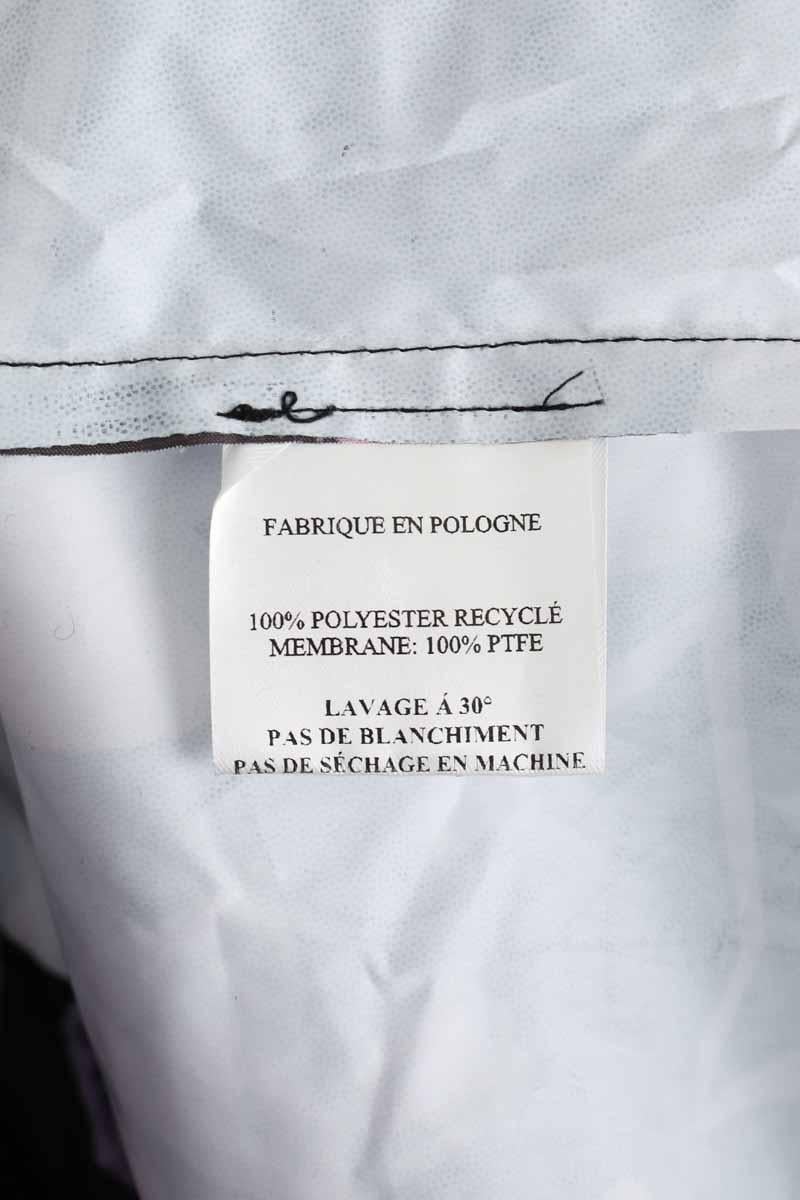 FABRIQUE EN POLOGNE
100% POLYESTER RECYCLÉ
MEMBRANE: 100% PTFE
LAVAGE Á 30°
PAS DE BLANCHIMENT
PAS DE SÉCHAGE EN MACHINE